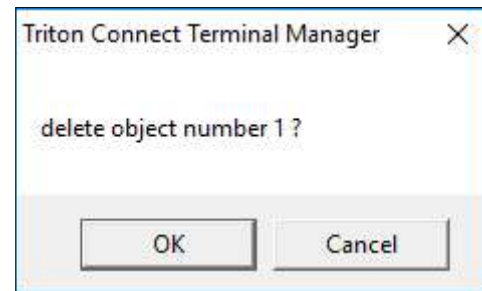 Triton Connect Terminal Manager
delete object number 1 ?
OK
Cancel